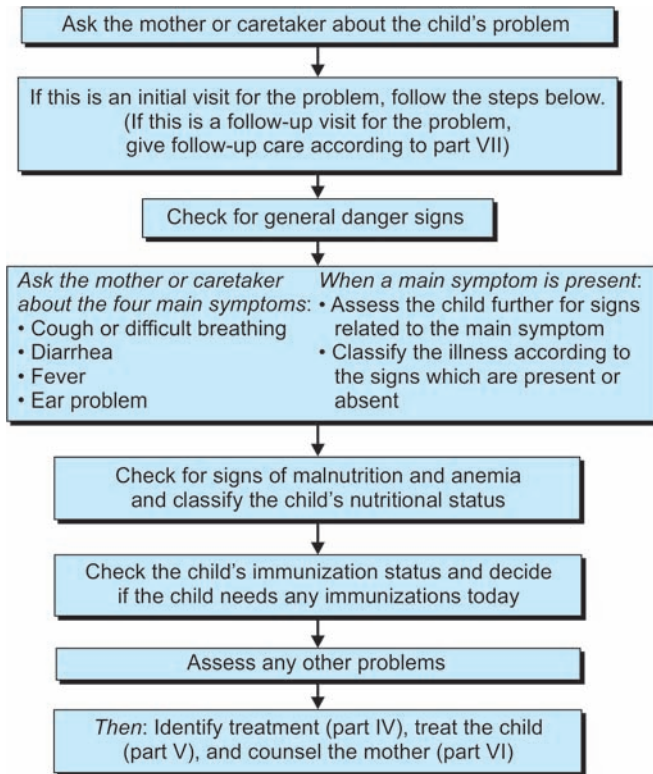 Ask the mother or caretaker about the child's problem
If this is an initial visit for the problem, follow the steps below.
(If this is a follow-up visit for the problem,
give follow-up care according to part VII)
Check for general danger signs
Ask the mother or caretaker
about the four main symptoms:
• Cough or difficult breathing
• Diarrhea
• Fever
• Ear problem
When a main symptom is present:
• Assess the child further for signs
related to the main symptom
• Classify the illness according to
the signs which are present or
absent
Check for signs of malnutrition and anemia
and classify the child's nutritional status
Check the child's immunization status and decide
if the child needs any immunizations today
Assess any other problems
Then: Identify treatment (part IV), treat the child
(part V), and counsel the mother (part VI)